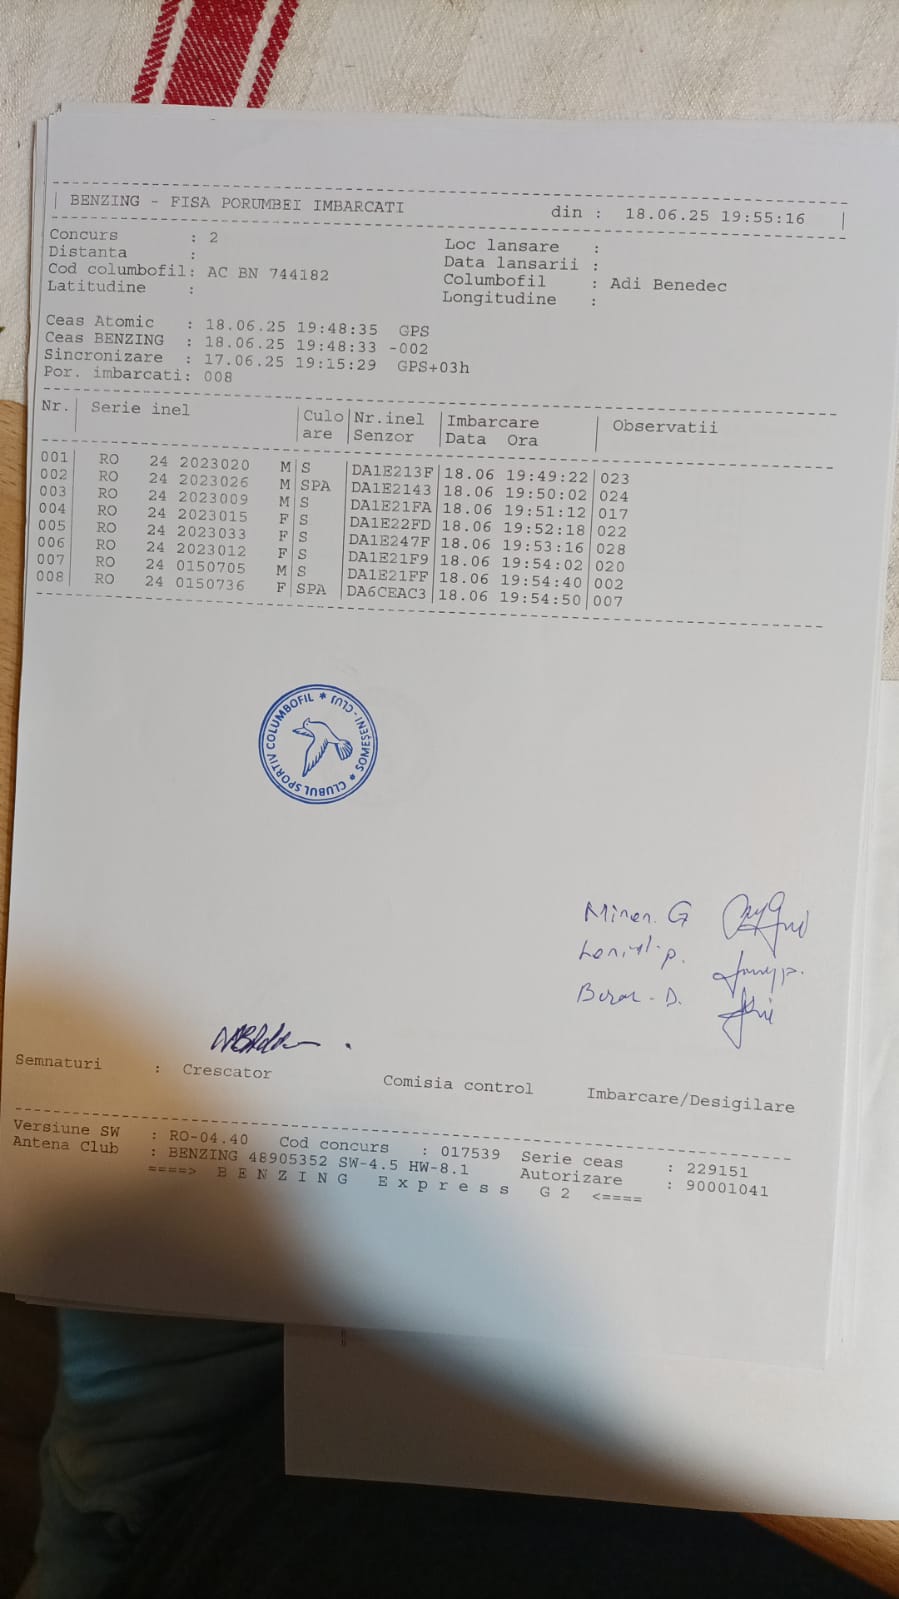 BENZING - FISA PORUMBEI IMBARCATI din : 18.06.25 19:55:16
Concurs : 2 Loc lansare :
Distanta : Data lansarii :
Cod columbofil: AC BN 744182 Columbofil : Adi Benedec
Latitudine : Longitudine :
Ceas Atomic : 18.06.25 19:48:35 GPS
Ceas BENZING : 18.06.25 19:48:33 -002
Sincronizare : 17.06.25 19:15:29 GPS+03h
Por. imbarcati: 008
Nr.| Serie inel |Culo|Nr.inel |Imbarcare | Observatii
|are |Senzor |Data Ora |
001| RO 24 2023020 M|S |DA1E213F|18.06 19:49:22|023
002| RO 24 2023026 M|SPA |DA1E2143|18.06 19:50:02|024
003| RO 24 2023009 M|S |DA1E21FA|18.06 19:51:12|017
004| RO 24 2023015 F|S |DA1E22FD|18.06 19:52:18|022
005| RO 24 2023033 F|S |DA1E247F|18.06 19:53:16|028
006| RO 24 2023012 F|S |DA1E21F9|18.06 19:54:02|020
007| RO 24 0150705 M|S |DA1E21FF|18.06 19:54:40|002
008| RO 24 0150736 F|SPA |DA6CEAC3|18.06 19:54:50|007
CLUBUL SPORTIV COLUMBOFIL * SOMEȘENI - CLUJ *
G
p.
D.
Semnaturi : Crescator Comisia control Imbarcare/Desigilare
Versiune SW : RO-04.40 Cod concurs : 017539 Serie ceas : 229151
Antena Club : BENZING 48905352 SW-4.5 HW-8.1 Autorizare : 90001041
====> B E N Z I N G E x p r e s s G 2 <====